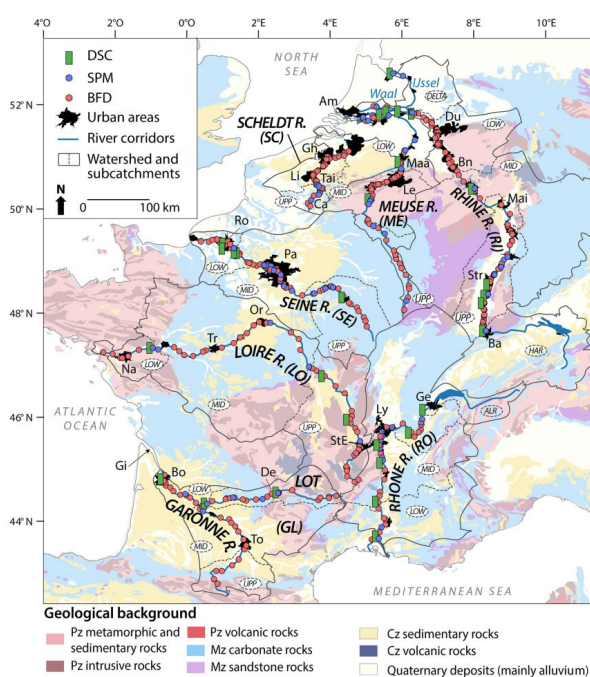 4°0
0°0
2°E
4°E
6°E
8°E
10°E
52°N
50°N
48°N
46°N
44°N
DSC
SPM
BFD
Urban areas
River corridors
Watershed and
subcatchments
N
0 100 km
NORTH
SEA
Am
Waal
IJssel
DELTA
LOW
Du
SCHELDT R.
(SC)
Gh
LOW
Li
Tai
MID
UPP
Ca
Maa
Le
Bn
MID
MEUSE R.
(ME)
RHINE R. (RI)
Mai
Ro
LOW
Pa
MID
SEINE R. (SE)
UPP
UPP
Str
UPP
Ba
HAR
Or
Tr
Na
LOW
LOIRE R. (LO)
MID
UPP
ATLANTIC
OCEAN
Ly
Ge
ALR
StE
UPP
RHONE R. (RO)
MID
LOW
Gi
Bo
LOW
De
LOT
GARONNE R.
(GL)
MID
To
UPP
MEDITERRANEAN SEA
Geological background
Pz metamorphic and
sedimentary rocks
Pz intrusive rocks
Pz volcanic rocks
Mz carbonate rocks
Mz sandstone rocks
Cz sedimentary rocks
Cz volcanic rocks
Quaternary deposits (mainly alluvium)